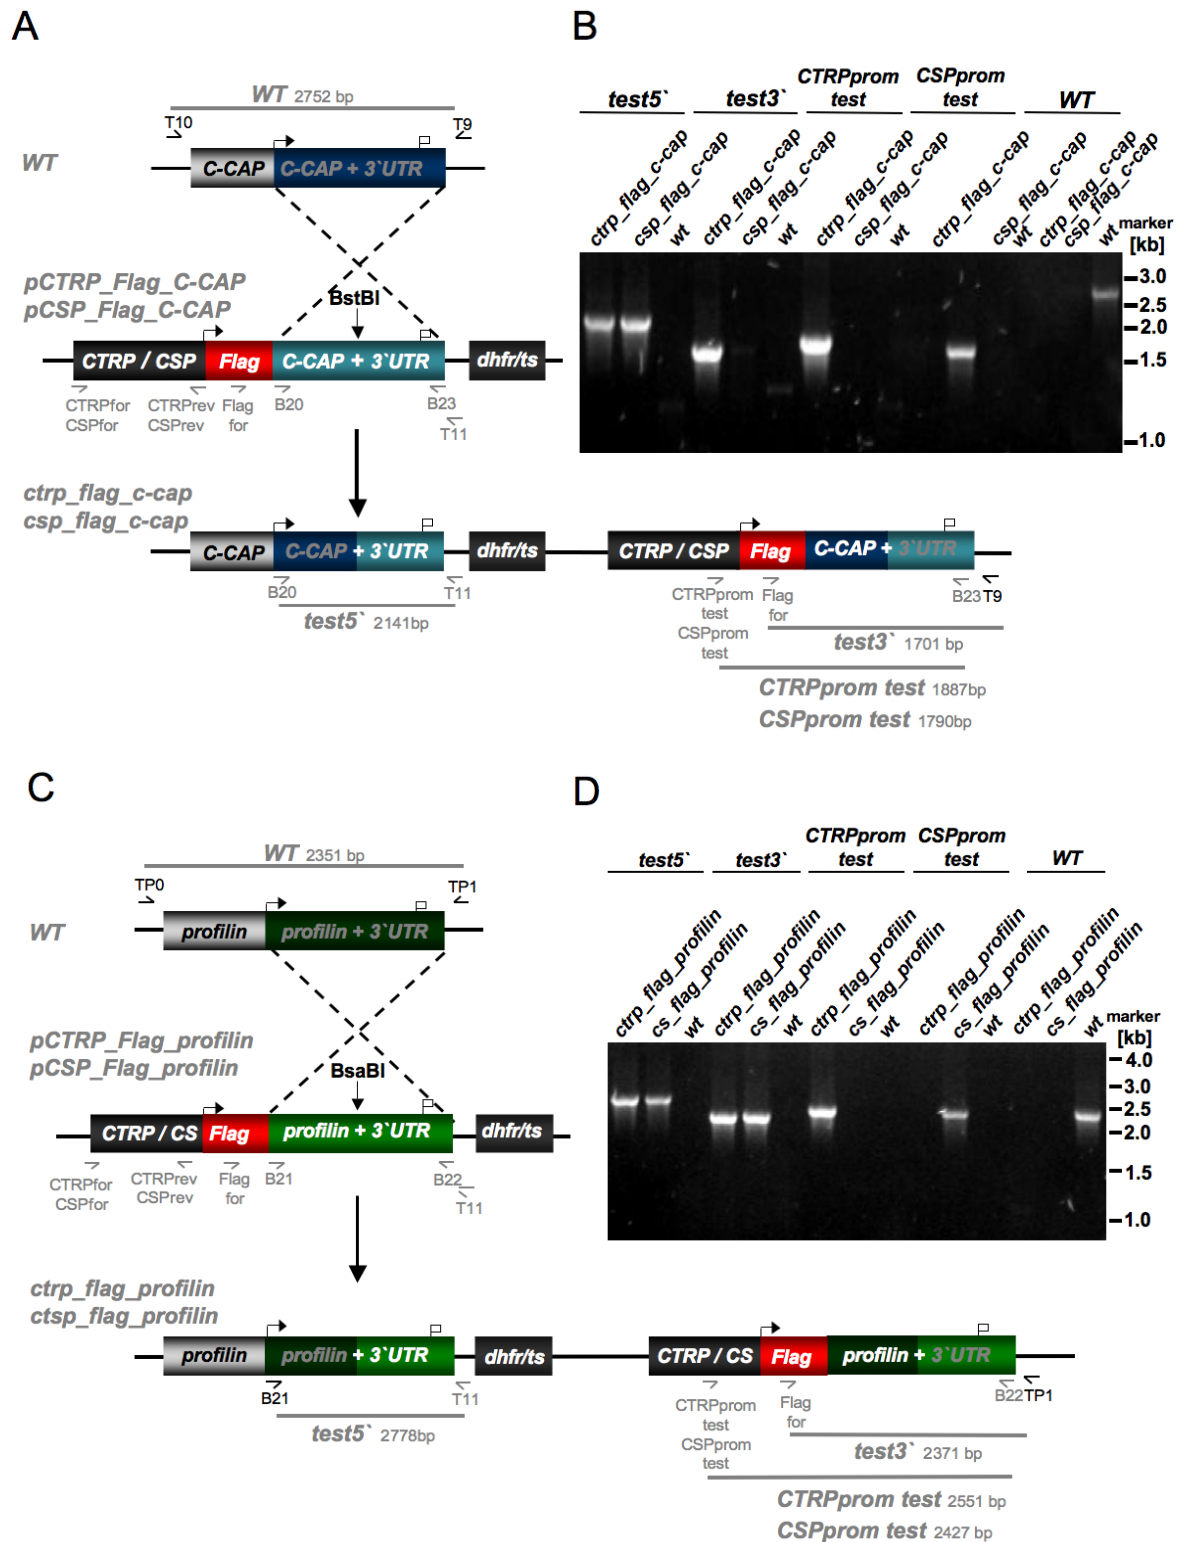 A
WT 2752 bp
T10
T9
WT
C-CAP
C-CAP + 3`UTR
pCTRP_Flag_C-CAP
pCSP_Flag_C-CAP
BstBI
CTRP / CSP
Flag
C-CAP + 3`UTR
dhfr/ts
CTRPfor
CSPfor
CTRPrev
CSPrev
Flag
for
B20
B23
T11
ctrp_flag_c-cap
csp_flag_c-cap
C-CAP
C-CAP + 3`UTR
dhfr/ts
CTRP / CSP
Flag
C-CAP + 3`UTR
B20
T11
test5` 2141bp
CTRPprom
test
CSPprom
test
Flag
for
B23
T9
test3` 1701 bp
CTRPprom test 1887bp
CSPprom test 1790bp
B
test5`
test3`
CTRPprom
test
CSPprom
test
WT
ctrp_flag_c-cap
csp_flag_c-cap
wt
ctrp_flag_c-cap
csp_flag_c-cap
wt
ctrp_flag_c-cap
csp_flag_c-cap
wt
ctrp_flag_c-cap
csp_flag_c-cap
wt
ctrp_flag_c-cap
csp_flag_c-cap
wt
marker
[kb]
3.0
2.5
2.0
1.5
1.0
C
WT 2351 bp
TP0
TP1
WT
profilin
profilin + 3`UTR
pCTRP_Flag_profilin
pCSP_Flag_profilin
BsaBI
CTRP / CS
Flag
profilin + 3`UTR
dhfr/ts
CTRPfor
CSPfor
CTRPrev
CSPrev
Flag
for
B21
B22
T11
ctrp_flag_profilin
ctsp_flag_profilin
profilin
profilin + 3`UTR
dhfr/ts
CTRP / CS
Flag
profilin + 3`UTR
B21
T11
test5` 2778bp
CTRPprom
test
CSPprom
test
Flag
for
B22
TP1
test3` 2371 bp
CTRPprom test 2551 bp
CSPprom test 2427 bp
D
test5`
test3`
CTRPprom
test
CSPprom
test
WT
ctrp_flag_profilin
cs_flag_profilin
wt
ctrp_flag_profilin
cs_flag_profilin
wt
ctrp_flag_profilin
cs_flag_profilin
wt
ctrp_flag_profilin
cs_flag_profilin
wt
ctrp_flag_profilin
cs_flag_profilin
wt
marker
[kb]
4.0
3.0
2.5
2.0
1.5
1.0